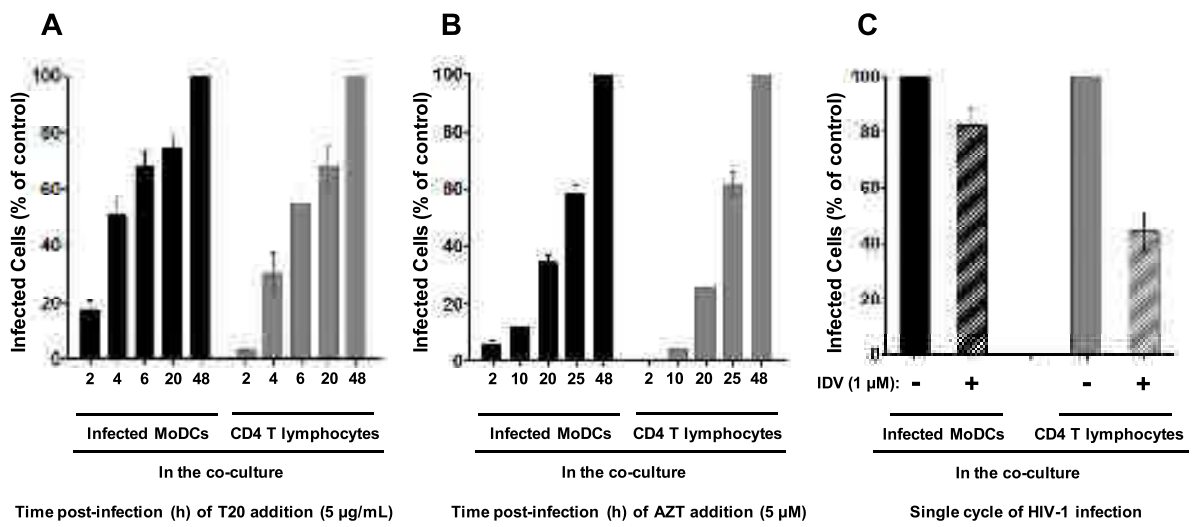 A
B
C
Infected Cells (% of control)
100
80
60
40
20
0
2 4 6 20 48 2 4 6 20 48
Infected MoDCs CD4 T lymphocytes
In the co-culture
Time post-infection (h) of T20 addition (5 µg/mL)
Infected Cells (% of control)
100
80
60
40
20
0
2 10 20 25 48 2 10 20 25 48
Infected MoDCs CD4 T lymphocytes
In the co-culture
Time post-infection (h) of AZT addition (5 µM)
Infected Cells (% of control)
100
80
60
40
20
0
IDV (1 µM): - + - +
Infected MoDCs CD4 T lymphocytes
In the co-culture
Single cycle of HIV-1 infection